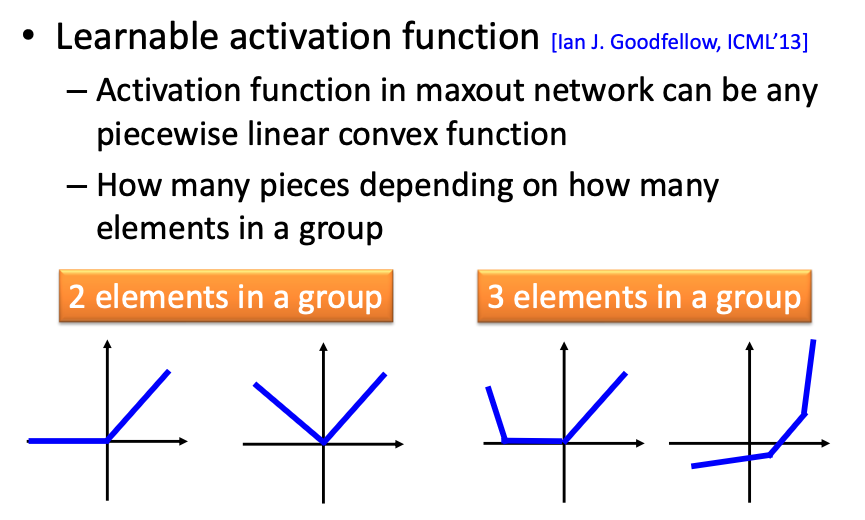 • Learnable activation function [Ian J. Goodfellow, ICML’13]
– Activation function in maxout network can be any
piecewise linear convex function
– How many pieces depending on how many
elements in a group
2 elements in a group
3 elements in a group